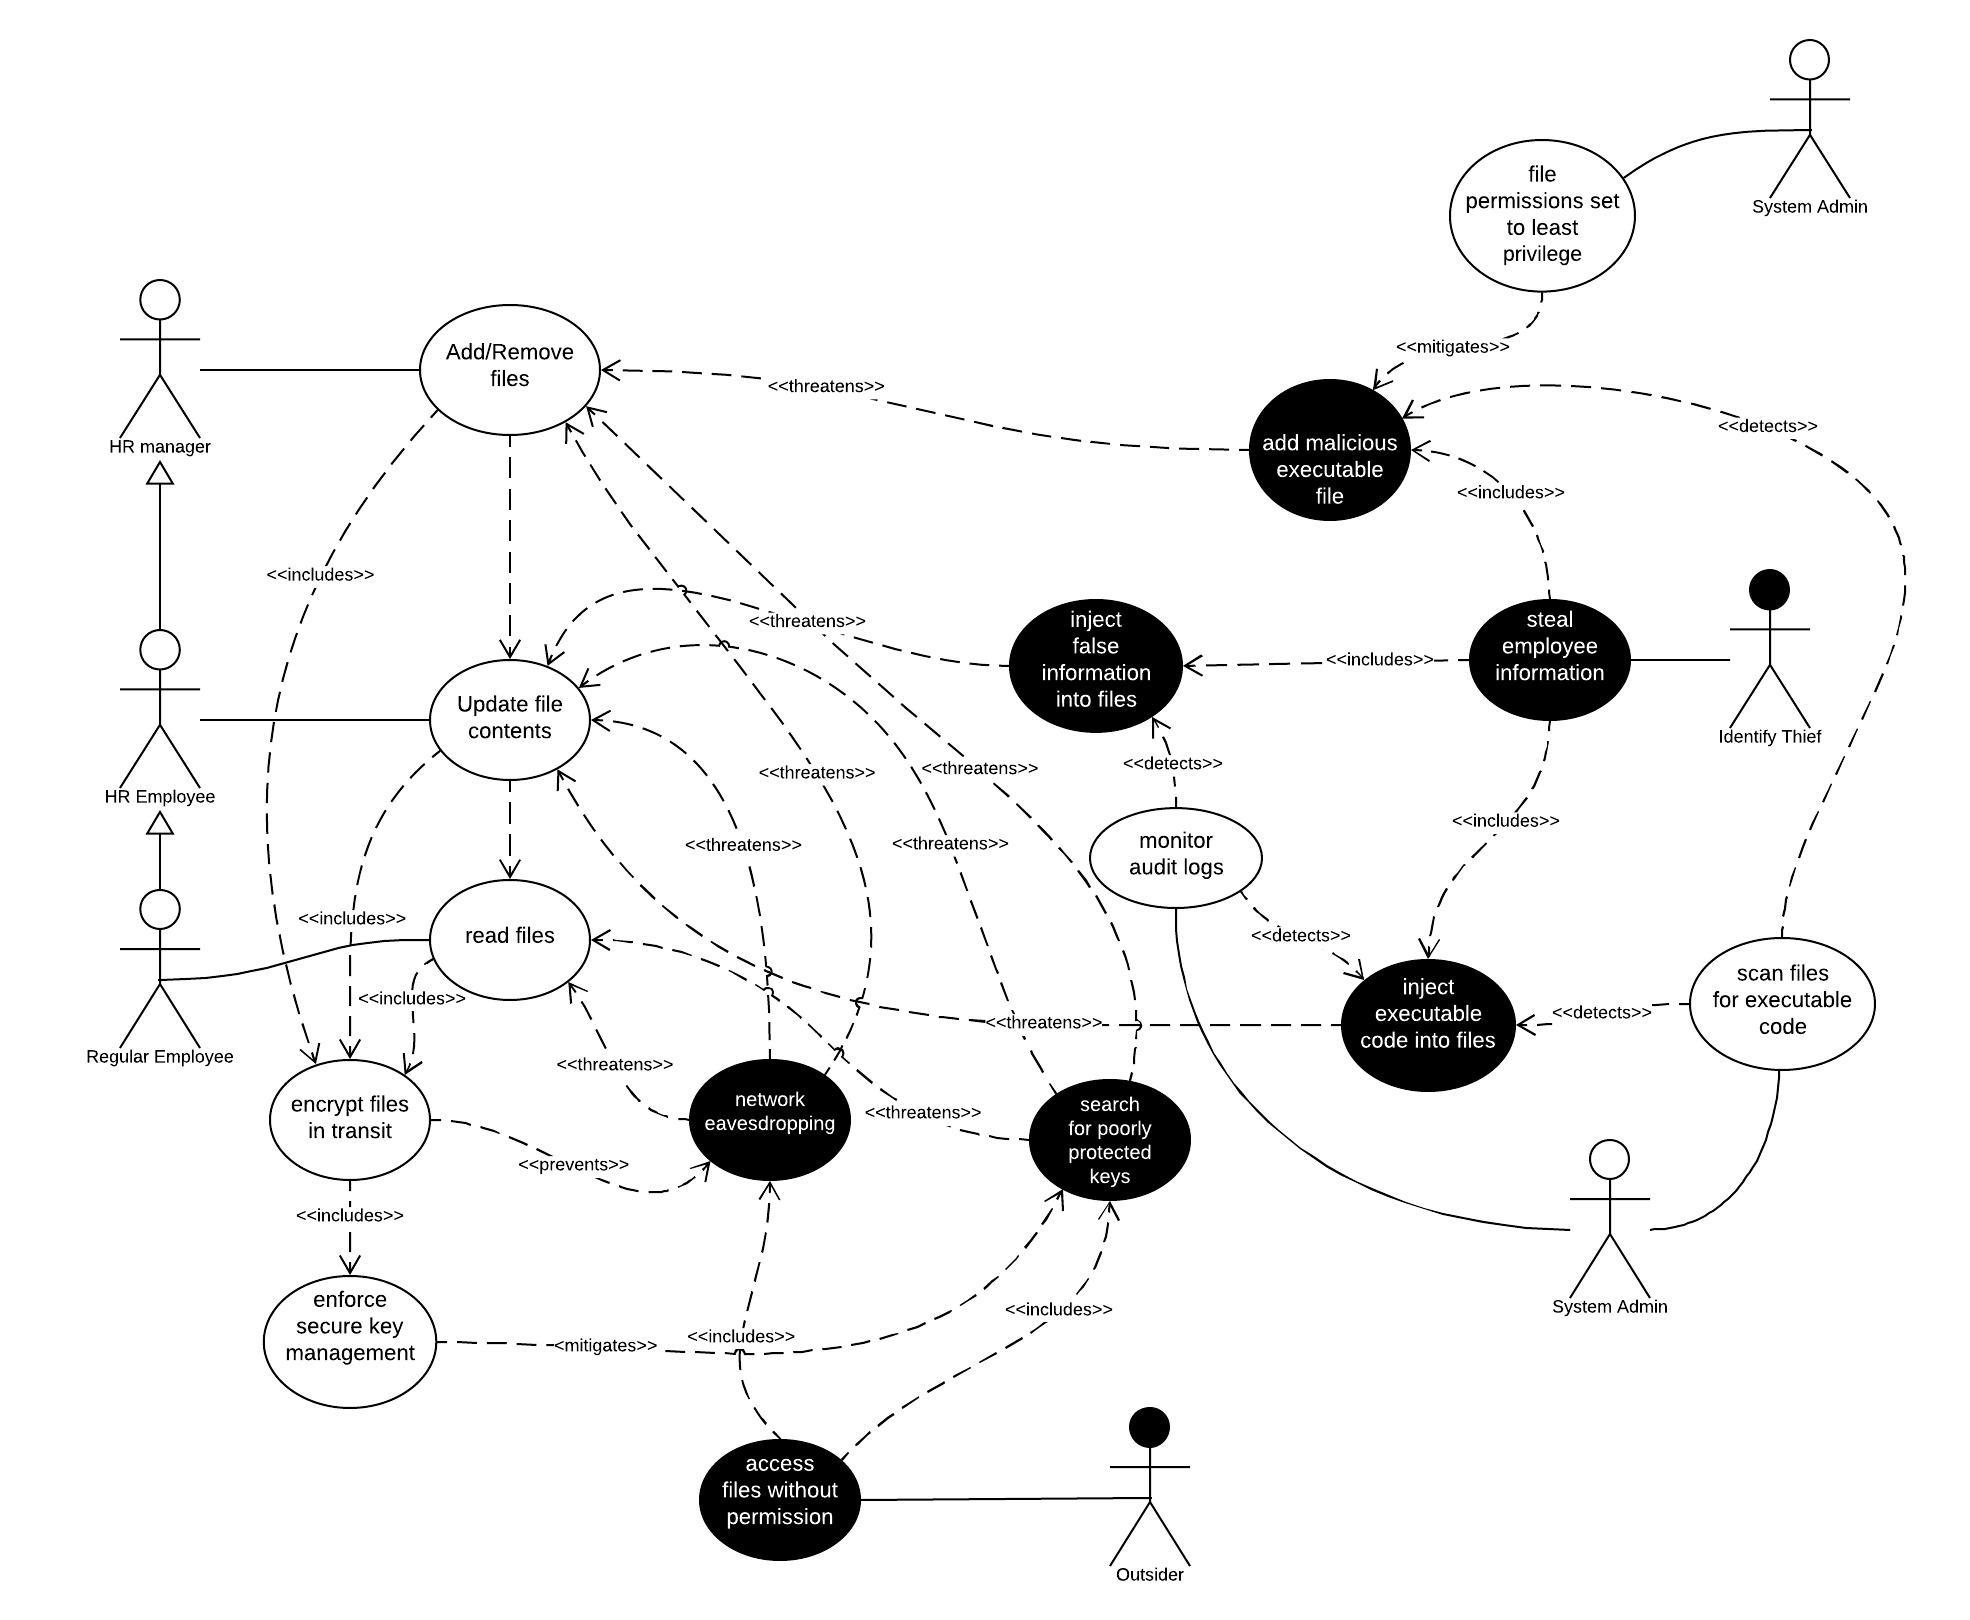 System Admin
file
permissions set
to least
privilege
<<mitigates>>
HR manager
Add/Remove
files
<<threatens>>
add malicious
executable
file
<<detects>>
<<includes>>
<<includes>>
<<threatens>>
inject
false
information
into files
<<includes>>
steal
employee
information
Identify Thief
HR Employee
Update file
contents
<<threatens>>
<<threatens>>
<<detects>>
<<threatens>>
<<threatens>>
monitor
audit logs
<<includes>>
<<includes>>
read files
<<detects>>
<<includes>>
<<threatens>>
inject
executable
code into files
<<detects>>
scan files
for executable
code
Regular Employee
<<threatens>>
encrypt files
in transit
network
eavesdropping
<<threatens>>
search
for poorly
protected
keys
<<prevents>>
<<includes>>
enforce
secure key
management
<mitigates>>
<<includes>>
<<includes>>
System Admin
access
files without
permission
Outsider